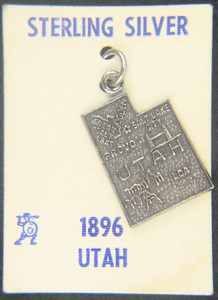 STERLING SILVER
SALT LAKE
PROVO
UTAH
1896
UTAH